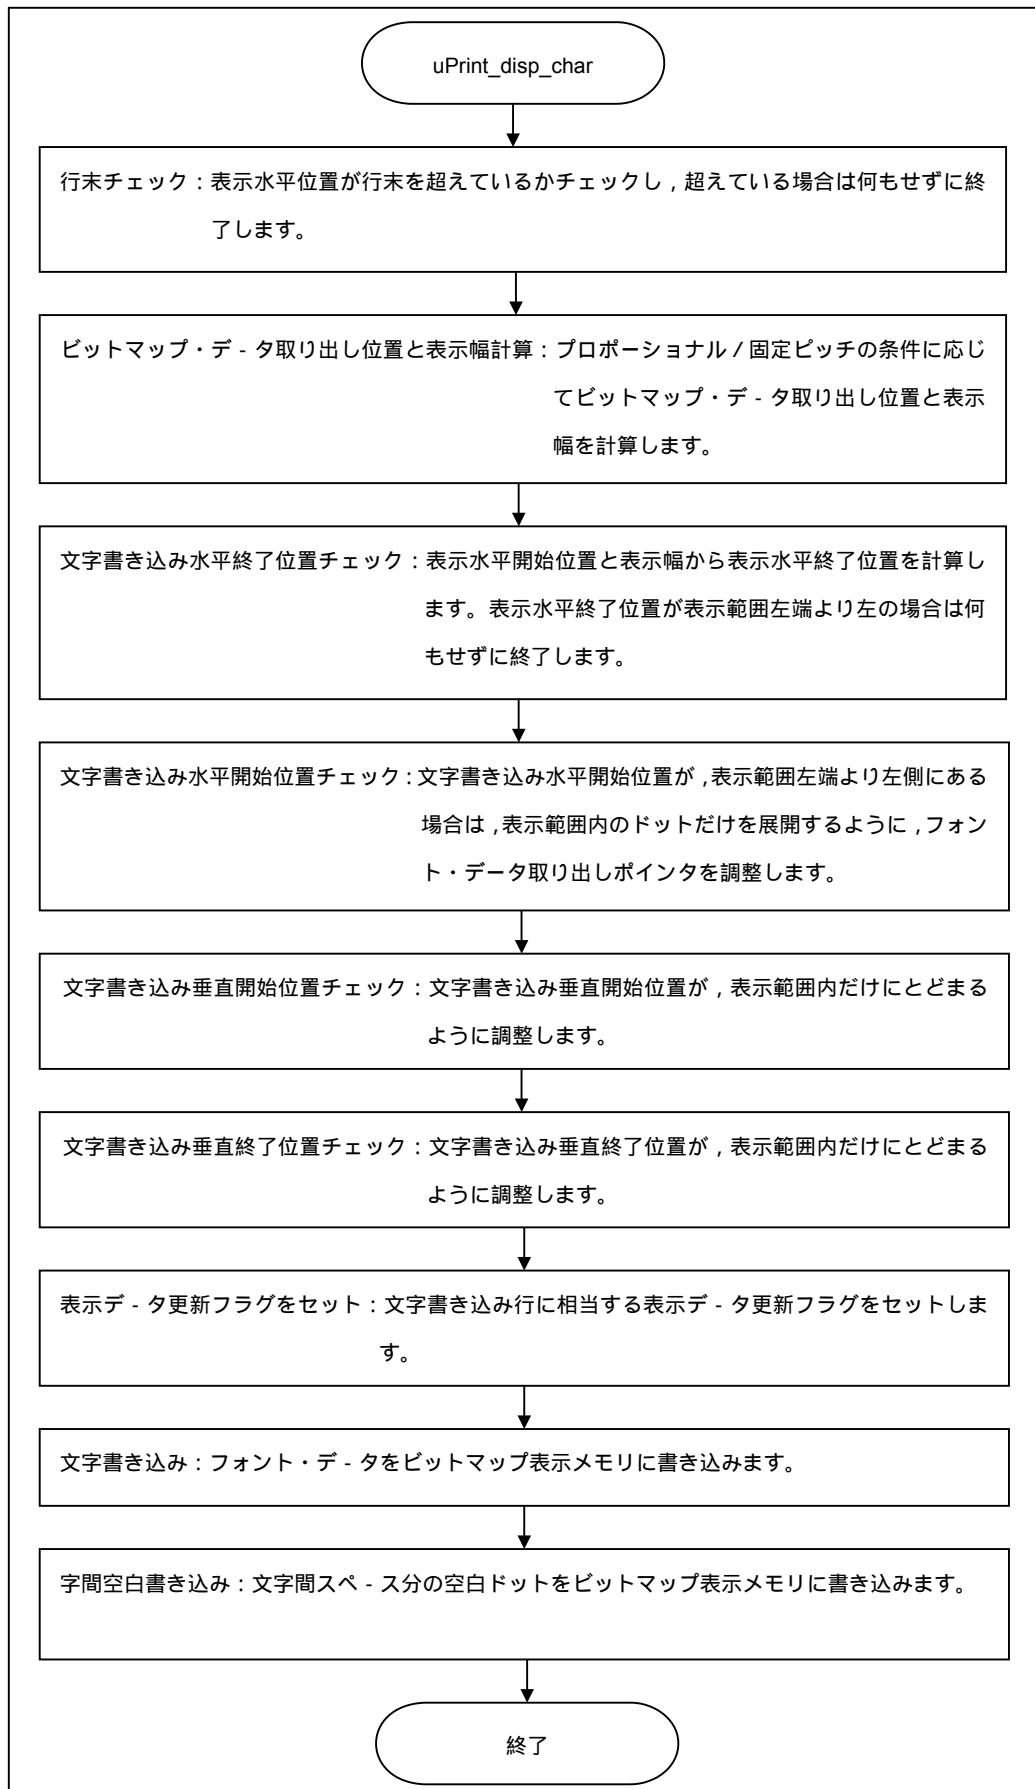 uPrint_disp_char
行末チェック：表示水平位置が行末を超えているかチェックし，超えている場合は何もせずに終
了します。
ビットマップ・デ－タ取り出し位置と表示幅計算：プロポーショナル／固定ピッチの条件に応じ
てビットマップ・デ－タ取り出し位置と表示
幅を計算します。
文字書き込み水平終了位置チェック：表示水平開始位置と表示幅から表示水平終了位置を計算し
ます。表示水平終了位置が表示範囲左端より左の場合は何
もせずに終了します。
文字書き込み水平開始位置チェック：文字書き込み水平開始位置が，表示範囲左端より左側にある
場合は，表示範囲内のドットだけを展開するように，フォン
ト・データ取り出しポインタを調整します。
文字書き込み垂直開始位置チェック：文字書き込み垂直開始位置が，表示範囲内だけにとどまる
ように調整します。
文字書き込み垂直終了位置チェック：文字書き込み垂直終了位置が，表示範囲内だけにとどまる
ように調整します。
表示デ－タ更新フラグをセット：文字書き込み行に相当する表示デ－タ更新フラグをセットしま
す。
文字書き込み：フォント・デ－タをビットマップ表示メモリに書き込みます。
字間空白書き込み：文字間スペ－ス分の空白ドットをビットマップ表示メモリに書き込みます。
終了